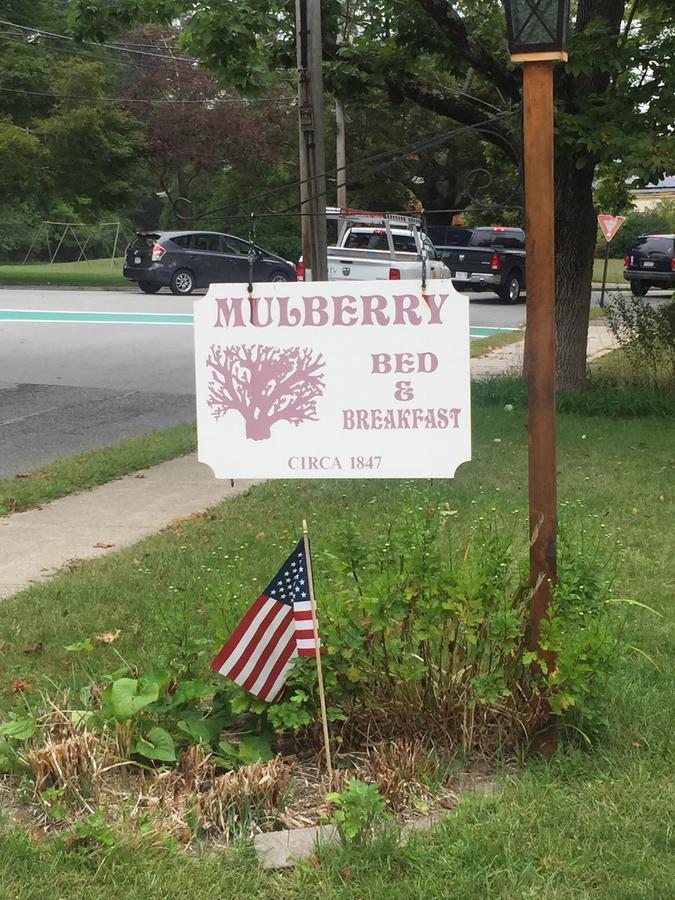 MULBERRY
BED
&
BREAKFAST
CIRCA 1847